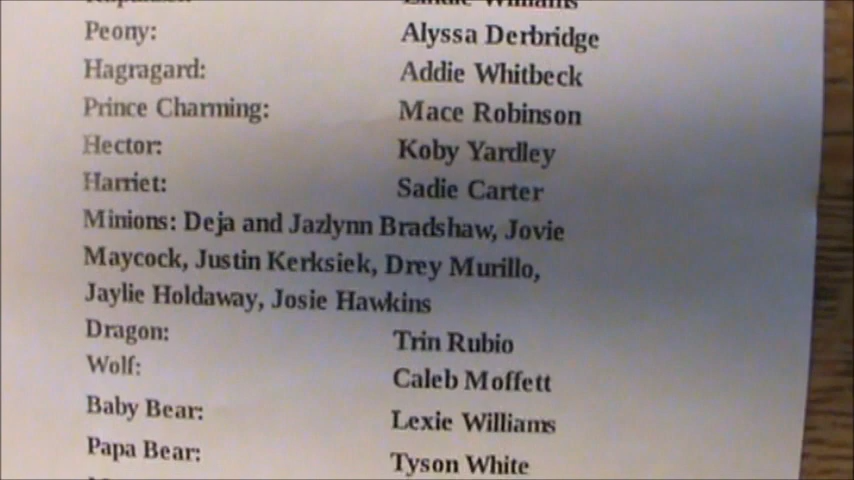 Williams
Peony: Alyssa Derbridge
Hagragard: Addie Whitbeck
Prince Charming: Mace Robinson
Hector: Koby Yardley
Harriet: Sadie Carter
Minions: Deja and Jazlynn Bradshaw, Jovie
Maycock, Justin Kerksiek, Drey Murillo,
Jaylie Holdaway, Josie Hawkins
Dragon: Trin Rubio
Wolf: Caleb Moffett
Baby Bear: Lexie Williams
Papa Bear: Tyson White